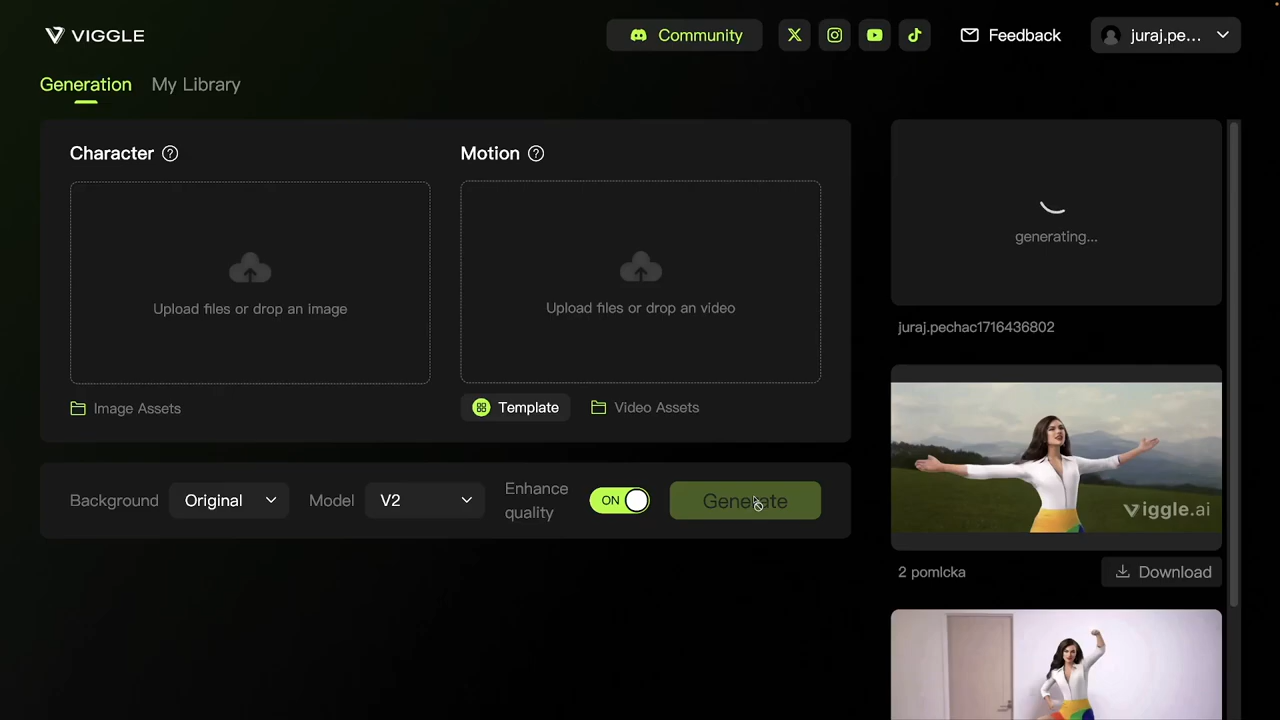 VIGGLE
Community
Feedback
juraj.pe...
Generation
My Library
Character
Motion
generating...
Upload files or drop an image
Upload files or drop an video
juraj.pechac1716436802
Image Assets
Template
Video Assets
Background
Original
Model
V2
Enhance
quality
ON
Generate
Viggle.ai
2 pomlcka
Download